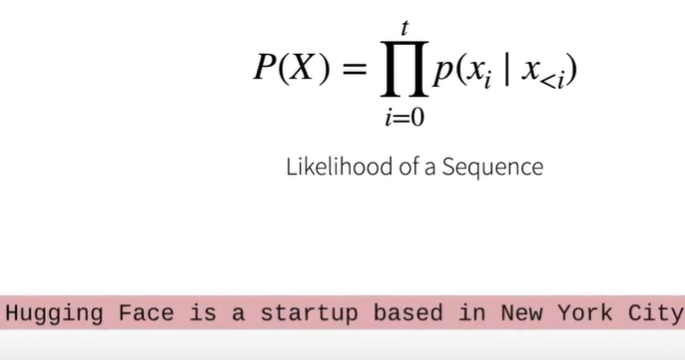 P(X) = ∏_{i=0}^{t} p(x_i | x_{<i})
Likelihood of a Sequence
Hugging Face is a startup based in New York City